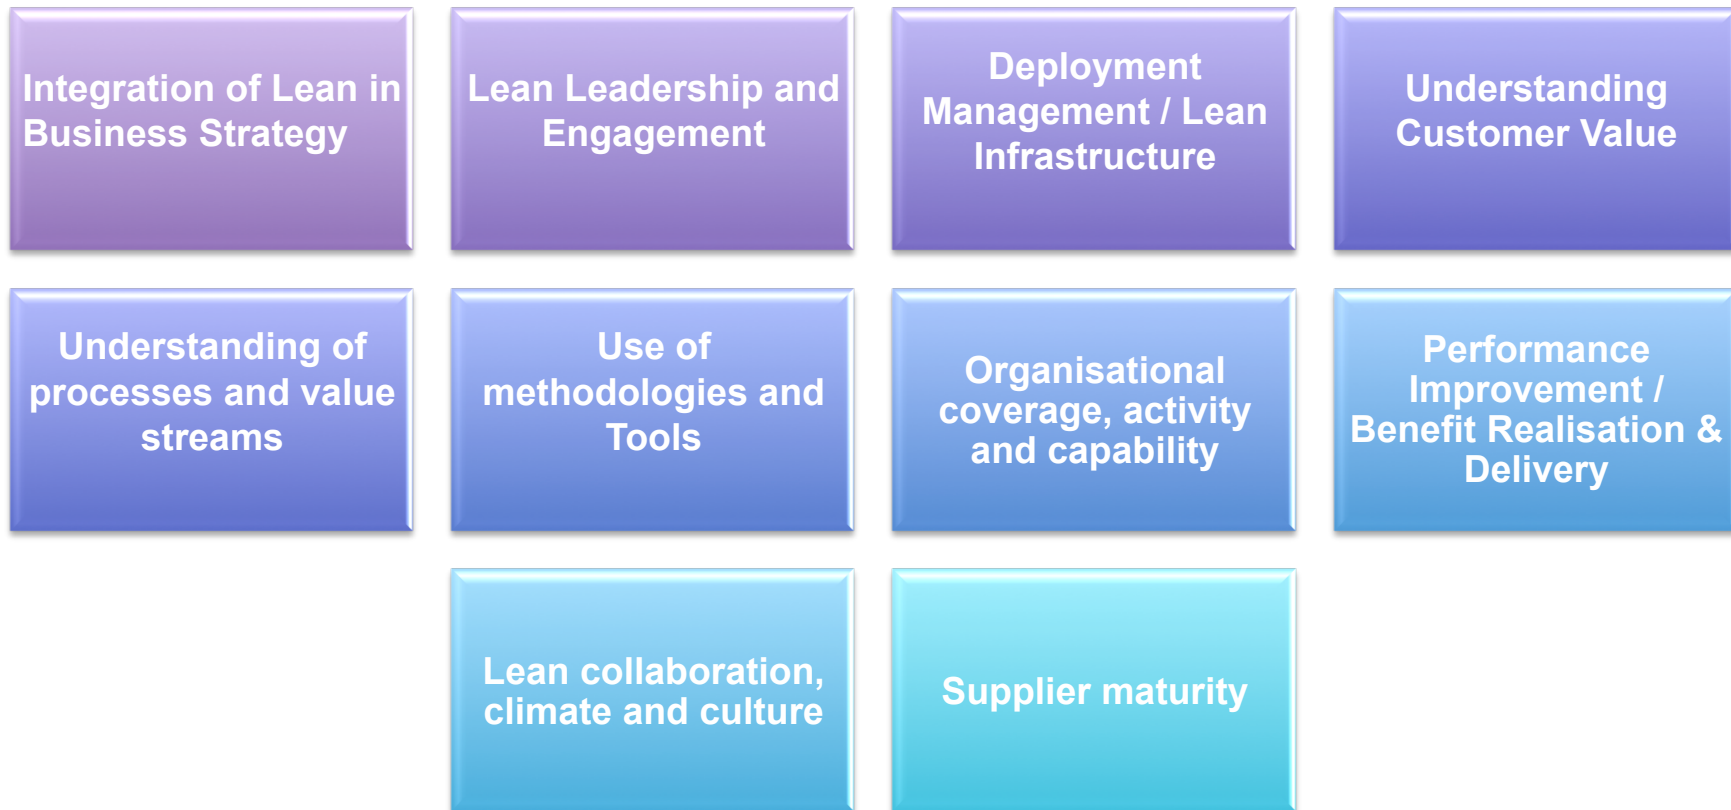 Integration of Lean in
Business Strategy
Lean Leadership and
Engagement
Deployment
Management / Lean
Infrastructure
Understanding
Customer Value
Understanding of
processes and value
streams
Use of
methodologies and
Tools
Organisational
coverage, activity
and capability
Performance
Improvement /
Benefit Realisation &
Delivery
Lean collaboration,
climate and culture
Supplier maturity